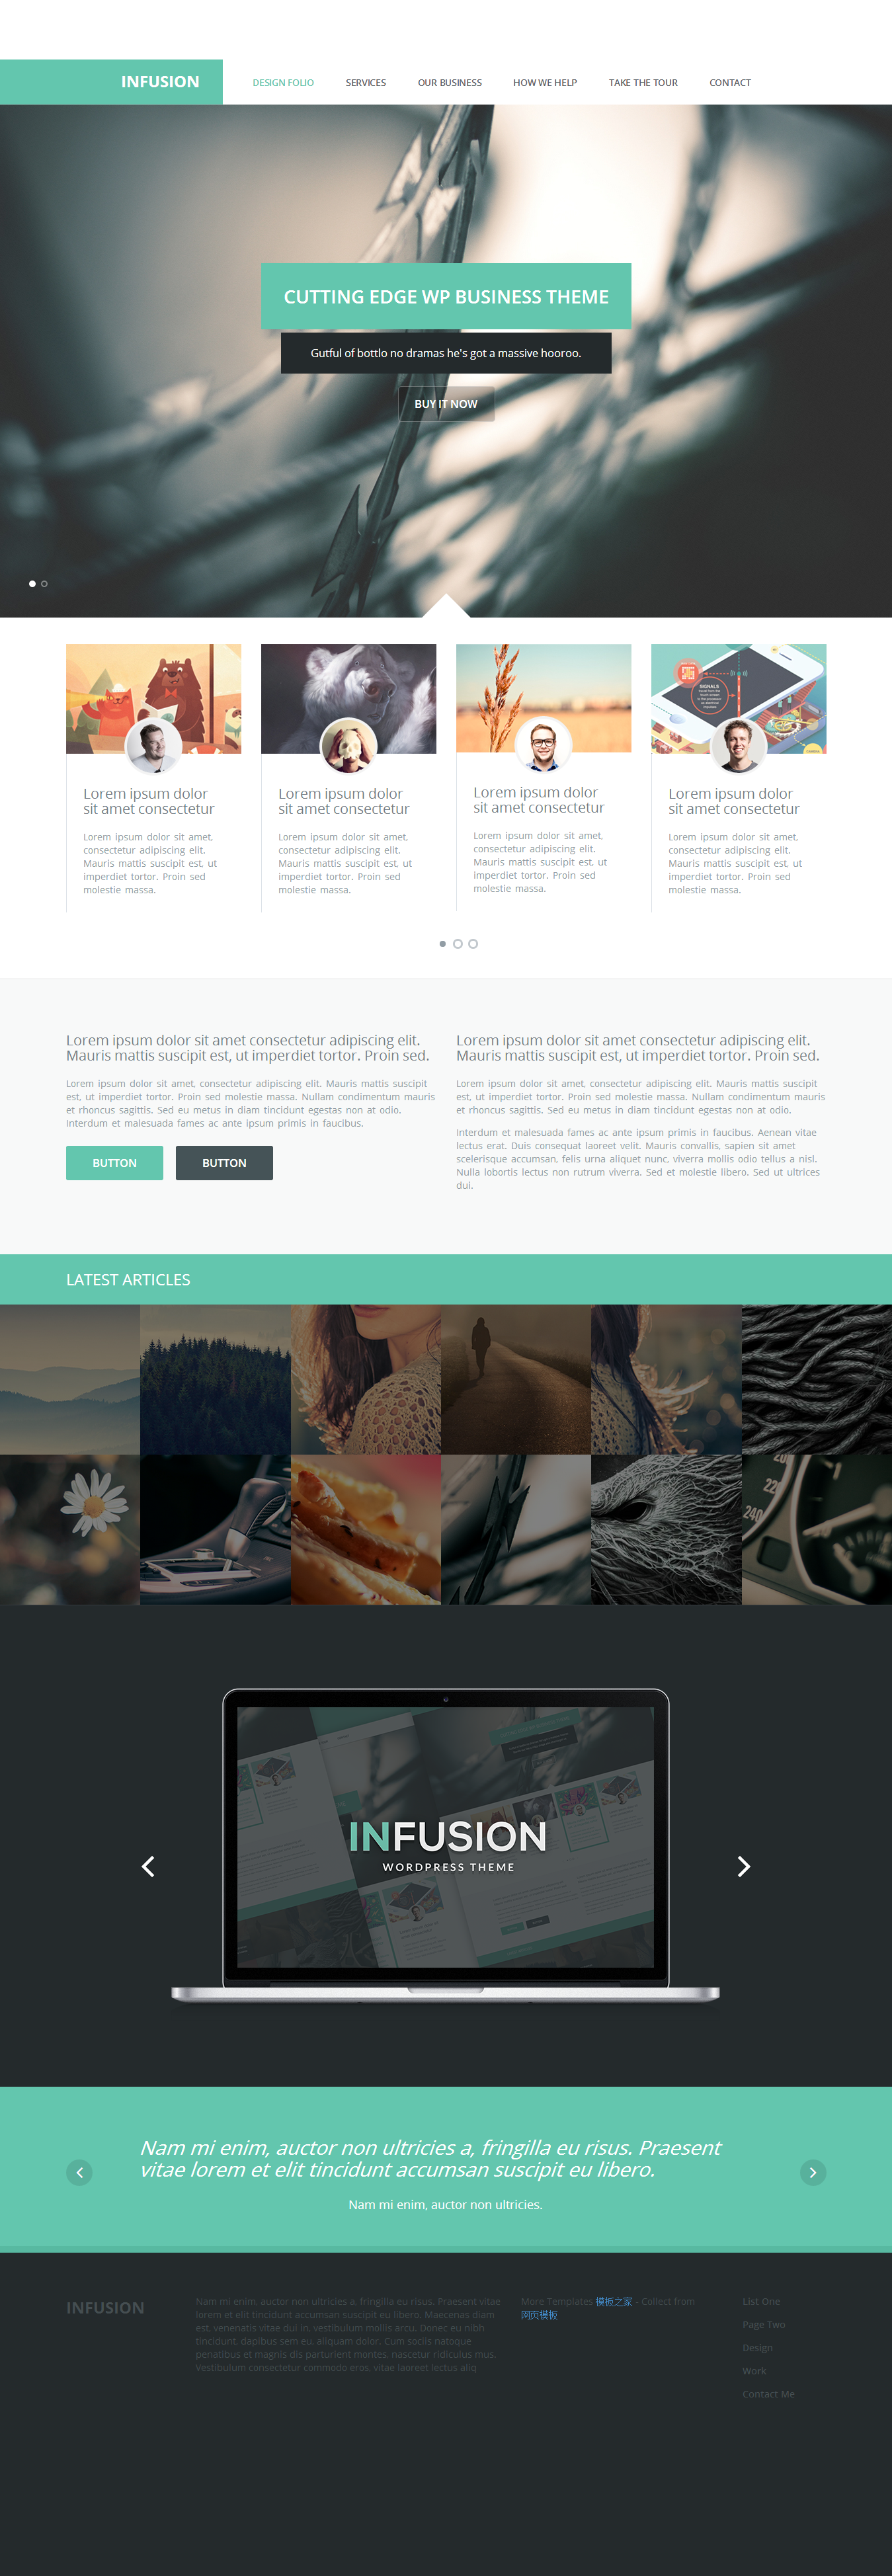 INFUSION
DESIGN FOLIO SERVICES OUR BUSINESS HOW WE HELP TAKE THE TOUR CONTACT
CUTTING EDGE WP BUSINESS THEME
Gutful of bottlo no dramas he's got a massive hooroo.
BUY IT NOW
SIGNALS
Lorem ipsum dolor
sit amet consectetur
Lorem ipsum dolor sit amet,
consectetur adipiscing elit.
Mauris mattis suscipit est, ut
imperdiet tortor. Proin sed
molestie massa.
Lorem ipsum dolor
sit amet consectetur
Lorem ipsum dolor sit amet,
consectetur adipiscing elit.
Mauris mattis suscipit est, ut
imperdiet tortor. Proin sed
molestie massa.
Lorem ipsum dolor
sit amet consectetur
Lorem ipsum dolor sit amet,
consectetur adipiscing elit.
Mauris mattis suscipit est, ut
imperdiet tortor. Proin sed
molestie massa.
Lorem ipsum dolor
sit amet consectetur
Lorem ipsum dolor sit amet,
consectetur adipiscing elit.
Mauris mattis suscipit est, ut
imperdiet tortor. Proin sed
molestie massa.
Lorem ipsum dolor sit amet consectetur adipiscing elit.
Mauris mattis suscipit est, ut imperdiet tortor. Proin sed.
Lorem ipsum dolor sit amet, consectetur adipiscing elit. Mauris mattis suscipit
est, ut imperdiet tortor. Proin sed molestie massa. Nullam condimentum mauris
et rhoncus sagittis. Sed eu metus in diam tincidunt egestas non at odio.
Interdum et malesuada fames ac ante ipsum primis in faucibus.
BUTTON BUTTON
Lorem ipsum dolor sit amet consectetur adipiscing elit.
Mauris mattis suscipit est, ut imperdiet tortor. Proin sed.
Lorem ipsum dolor sit amet, consectetur adipiscing elit. Mauris mattis suscipit
est, ut imperdiet tortor. Proin sed molestie massa. Nullam condimentum mauris
et rhoncus sagittis. Sed eu metus in diam tincidunt egestas non at odio.
Interdum et malesuada fames ac ante ipsum primis in faucibus. Aenean vitae
lectus erat. Duis consequat laoreet velit. Mauris convallis, sapien sit amet
scelerisque accumsan, felis urna aliquet nunc, viverra mollis odio tellus a nisl.
Nulla lobortis lectus non rutrum viverra. Sed et molestie libero. Sed ut ultrices
dui.
LATEST ARTICLES
240
INFUSION
WORDPRESS THEME
Nam mi enim, auctor non ultricies a, fringilla eu risus. Praesent
vitae lorem et elit tincidunt accumsan suscipit eu libero.
Nam mi enim, auctor non ultricies.
INFUSION
Nam mi enim, auctor non ultricies a, fringilla eu risus. Praesent vitae
lorem et elit tincidunt accumsan suscipit eu libero. Maecenas diam
est, venenatis vitae dui in, vestibulum mollis arcu. Donec eu nibh
tincidunt, dapibus sem eu, aliquam dolor. Cum sociis natoque
penatibus et magnis dis parturient montes, nascetur ridiculus mus.
Vestibulum consectetur commodo eros, vitae laoreet lectus aliq
More Templates 模板之家 - Collect from
网页模板
List One
Page Two
Design
Work
Contact Me